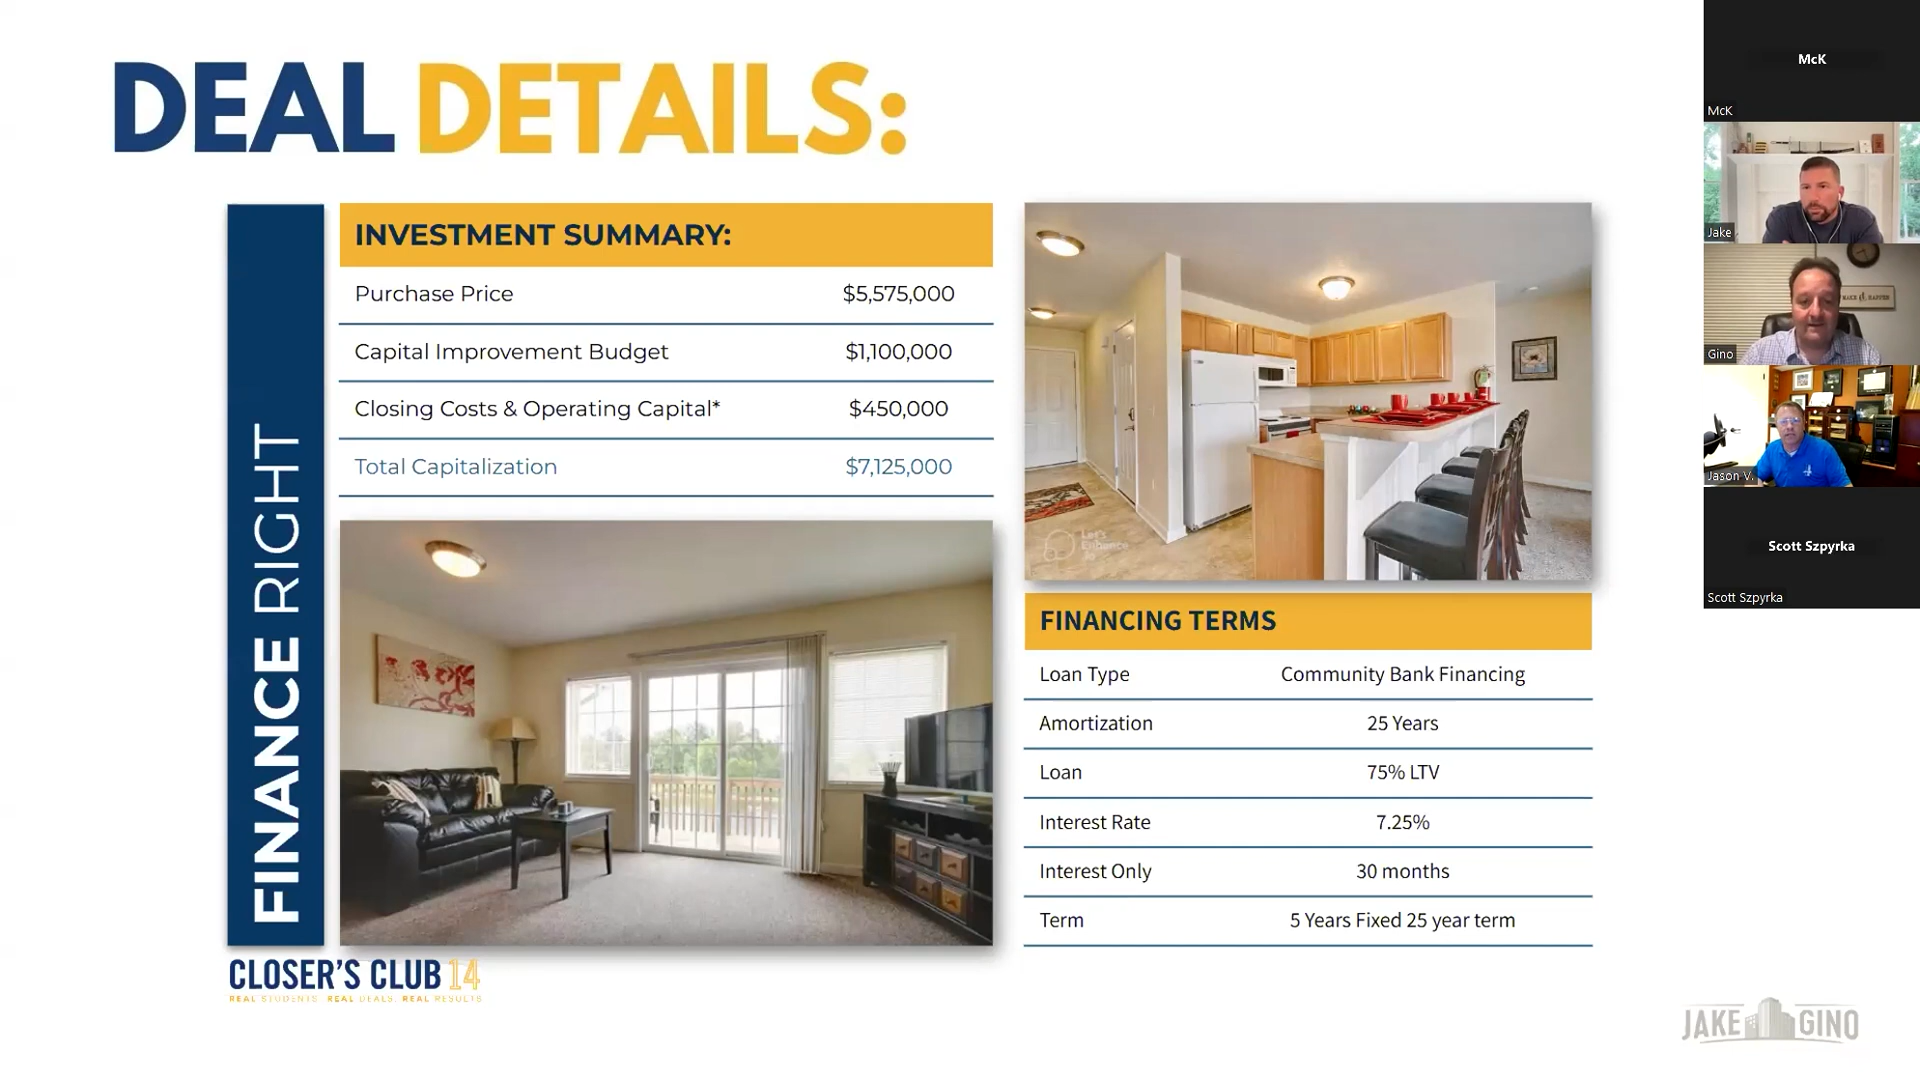 DEAL DETAILS:
FINANCE RIGHT
INVESTMENT SUMMARY:
Purchase Price $5,575,000
Capital Improvement Budget $1,100,000
Closing Costs & Operating Capital* $450,000
Total Capitalization $7,125,000
Let's
Enhance
FINANCING TERMS
Loan Type Community Bank Financing
Amortization 25 Years
Loan 75% LTV
Interest Rate 7.25%
Interest Only 30 months
Term 5 Years Fixed 25 year term
CLOSER'S CLUB 14
REAL STUDENTS. REAL DEALS. REAL RESULTS
JAKE GINO
McK
McK
Jake
Gino
Jason V.
Scott Szpyrka
Scott Szpyrka